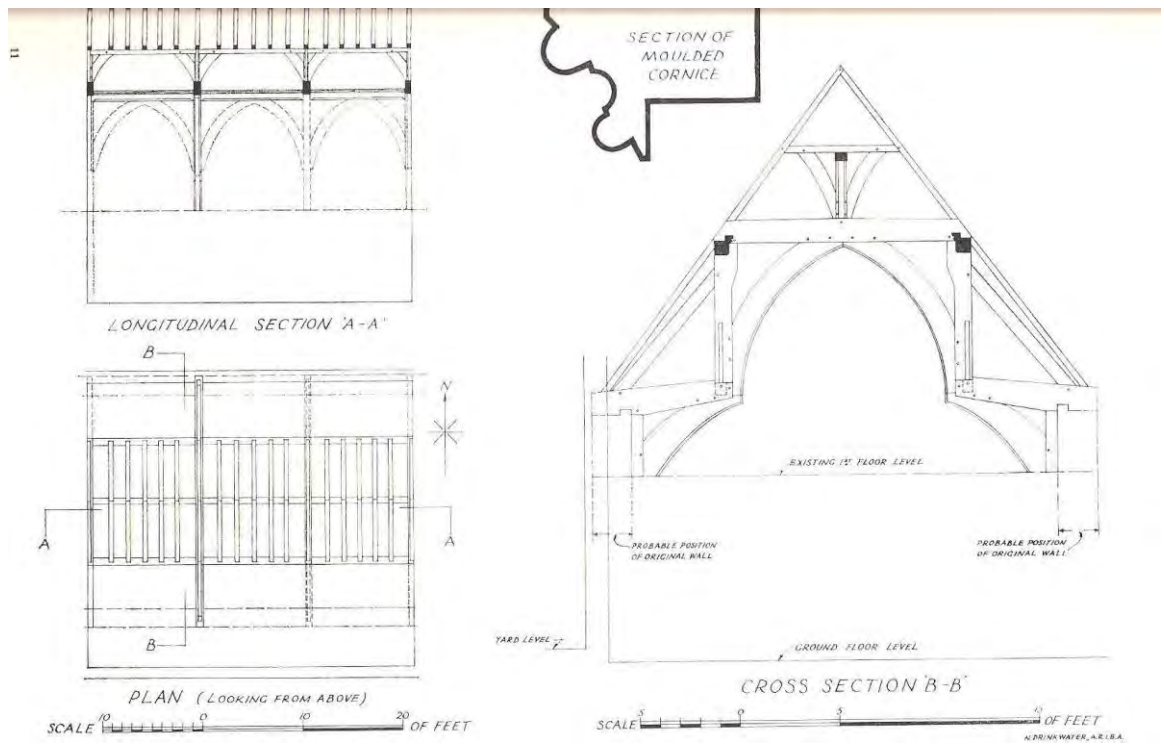 11
SECTION OF
MOULDED
CORNICE
LONGITUDINAL SECTION 'A-A'
B
N
A
A
B
PLAN (LOOKING FROM ABOVE)
SCALE 10 0 10 20 OF FEET
EXISTING 1ST. FLOOR LEVEL
PROBABLE POSITION
OF ORIGINAL WALL
PROBABLE POSITION
OF ORIGINAL WALL
YARD LEVEL
GROUND FLOOR LEVEL
CROSS SECTION 'B-B'
SCALE 5 0 5 OF FEET
N.DRINKWATER, A.R.I.B.A.